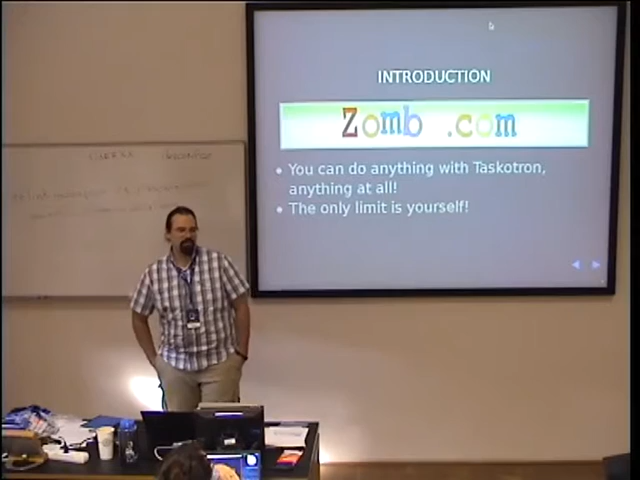 INTRODUCTION
Zomb .com
You can do anything with Taskotron,
anything at all!
The only limit is yourself!